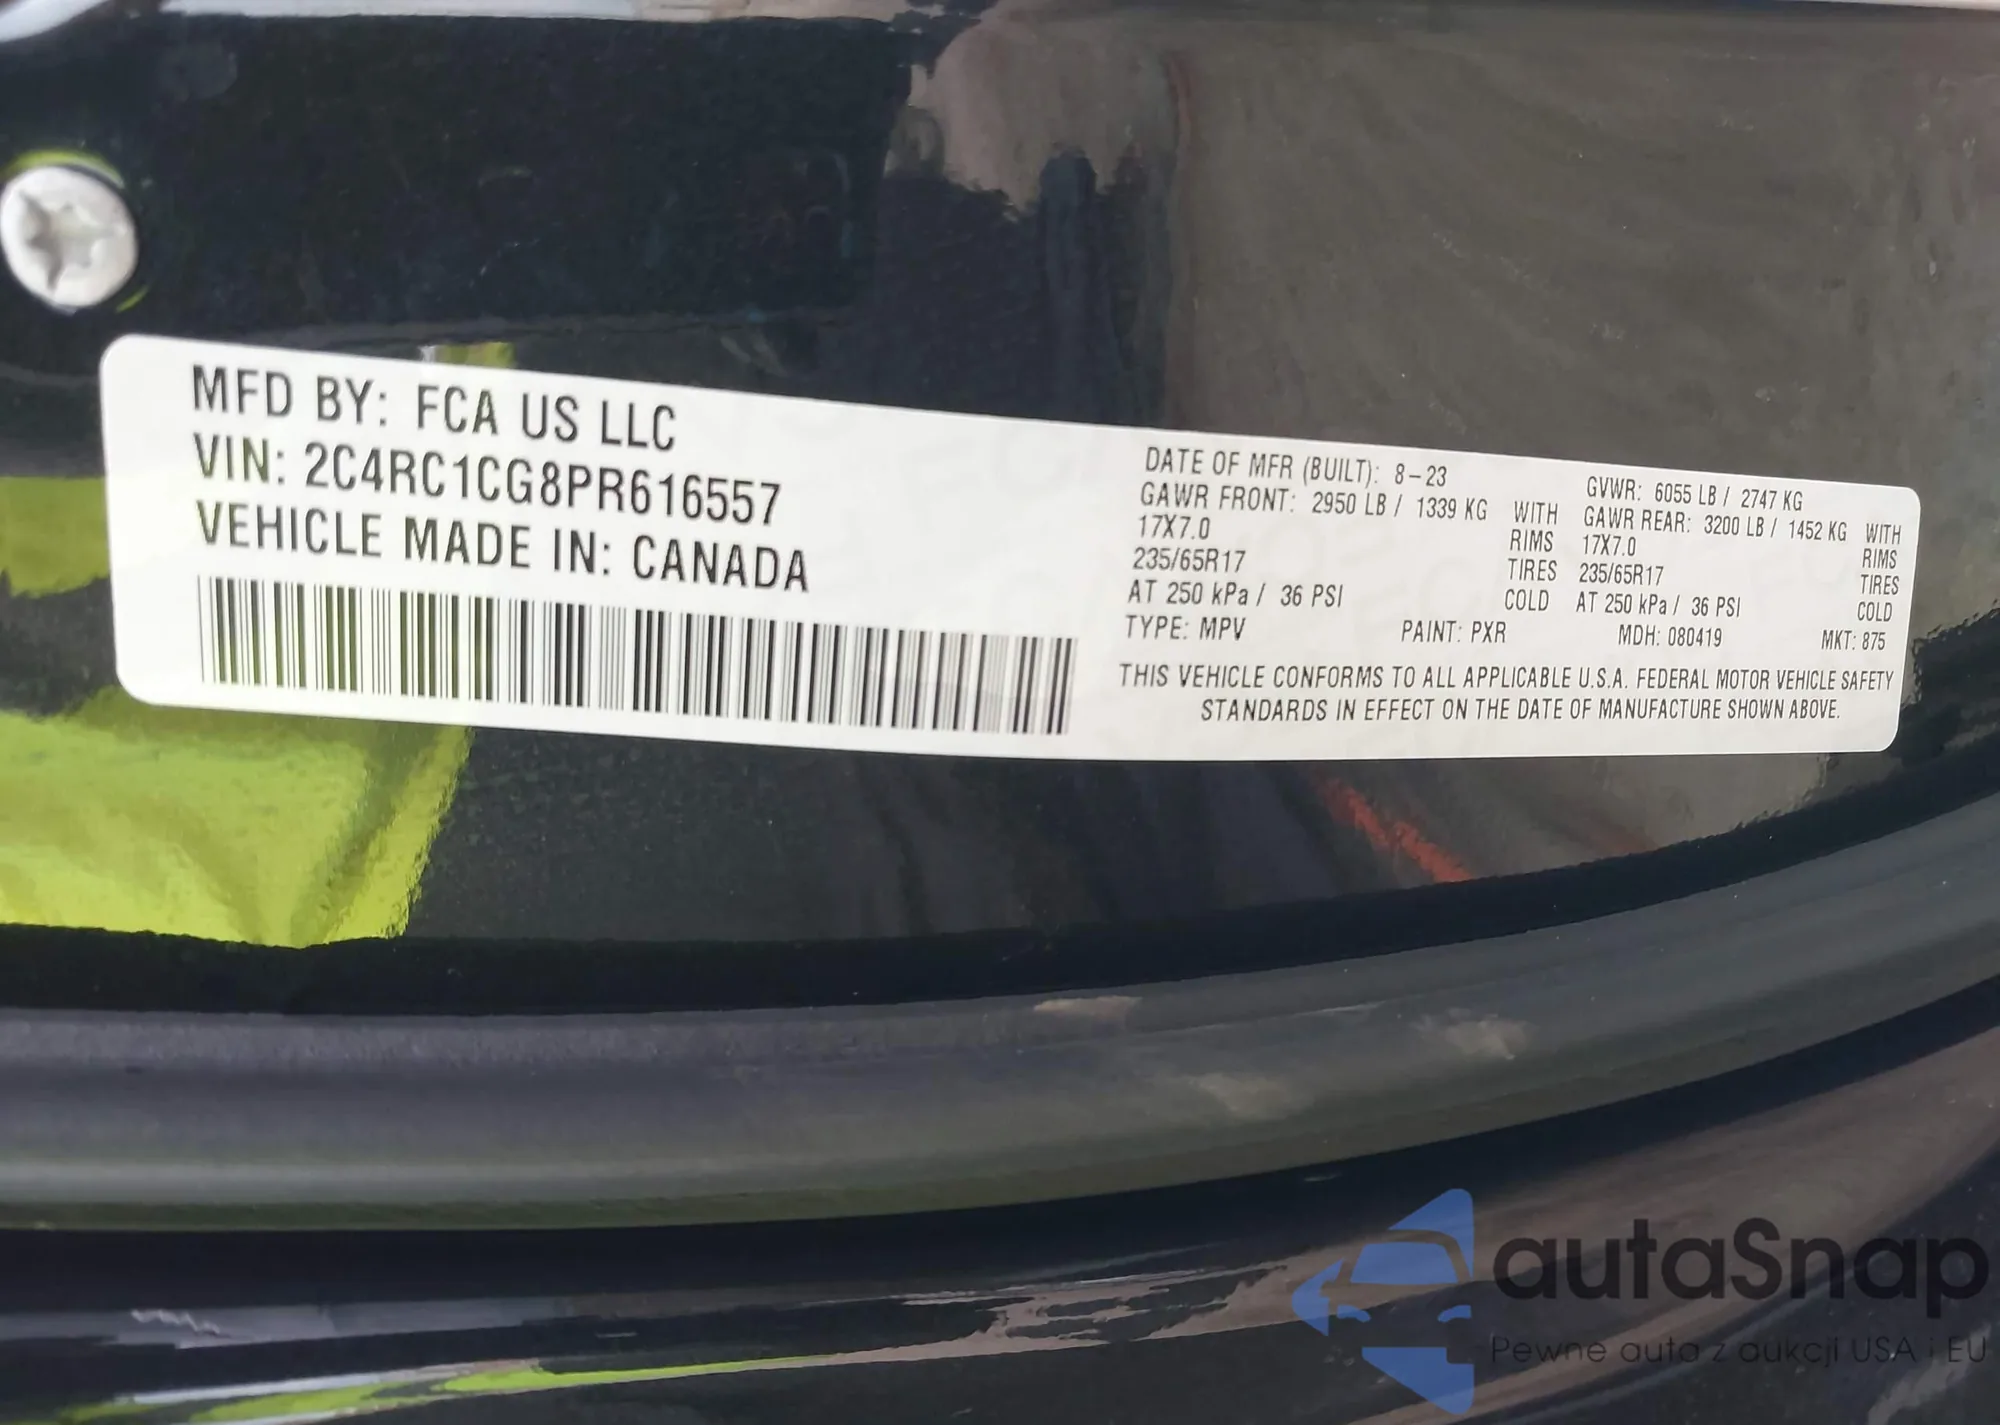 MFD BY: FCA US LLC
VIN: 2C4RC1CG8PR616557
VEHICLE MADE IN: CANADA
DATE OF MFR (BUILT): 8-23 GVWR: 6055 LB / 2747 KG
GAWR FRONT: 2950 LB / 1339 KG WITH GAWR REAR: 3200 LB / 1452 KG WITH
17X7.0 RIMS 17X7.0 RIMS
235/65R17 TIRES 235/65R17 TIRES
AT 250 kPa / 36 PSI COLD AT 250 kPa / 36 PSI COLD
TYPE: MPV PAINT: PXR MDH: 080419 MKT: 875
THIS VEHICLE CONFORMS TO ALL APPLICABLE U.S.A. FEDERAL MOTOR VEHICLE SAFETY
STANDARDS IN EFFECT ON THE DATE OF MANUFACTURE SHOWN ABOVE.
autaSnap
Pewne auta z aukcji USA i EU